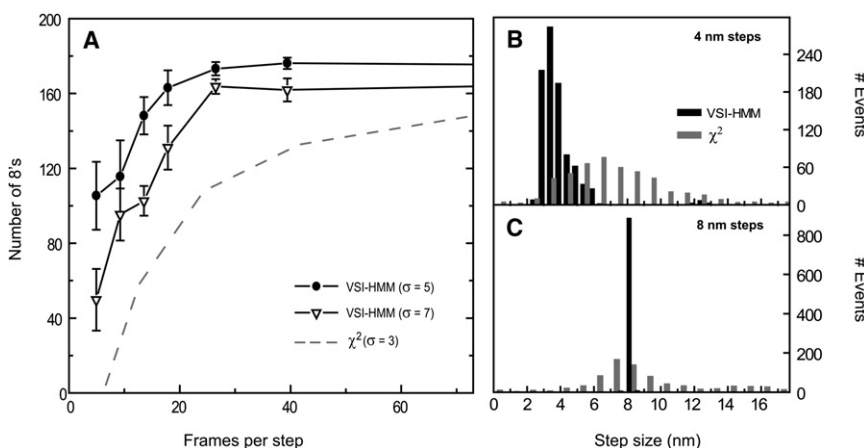 A
200
160
120
80
40
0
Number of 8's
0
20
40
60
Frames per step
VSI-HMM (σ = 5)
VSI-HMM (σ = 7)
χ² (σ = 3)
B
4 nm steps
240
180
120
60
0
# Events
VSI-HMM
χ²
C
8 nm steps
800
600
400
200
0
# Events
0
2
4
6
8
10
12
14
16
Step size (nm)